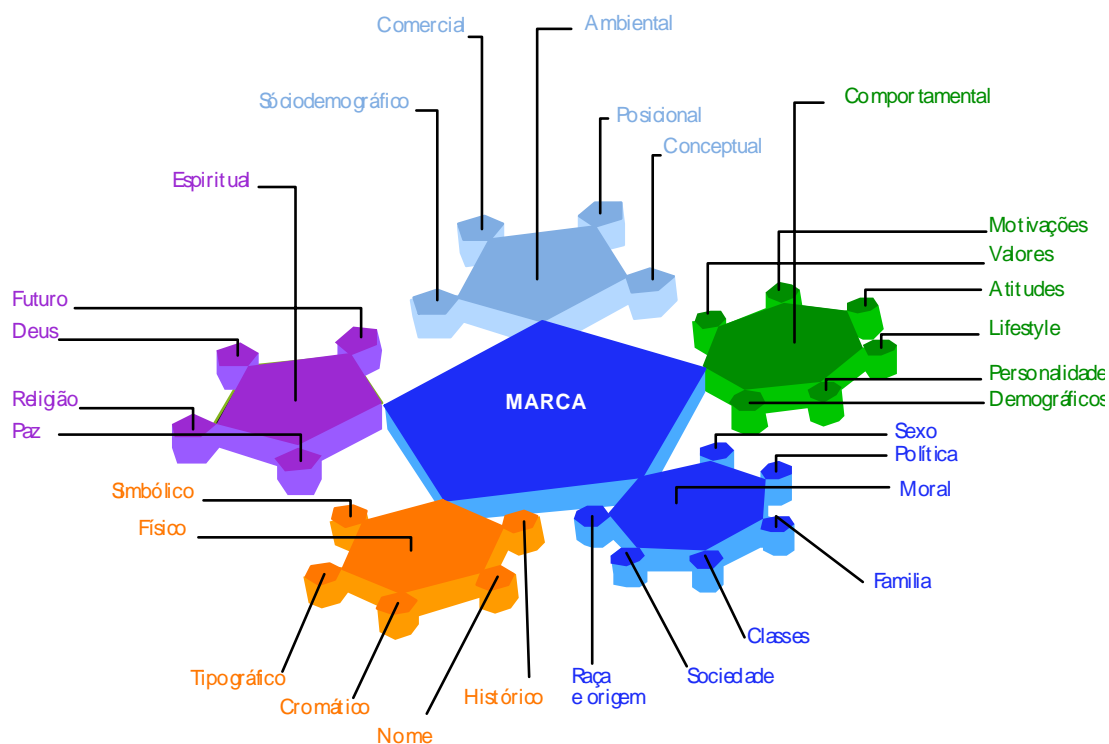 Comercial
Ambiental
Sóciodemográfico
Posicional
Conceptual
Comportamental
Espiritual
Motivações
Valores
Atitudes
Lifestyle
Personalidade
Demográficos
Futuro
Deus
Religião
Paz
MARCA
Sexo
Política
Moral
Familia
Classes
Sociedade
Raça
e origem
Simbólico
Físico
Tipográfico
Cromático
Nome
Histórico